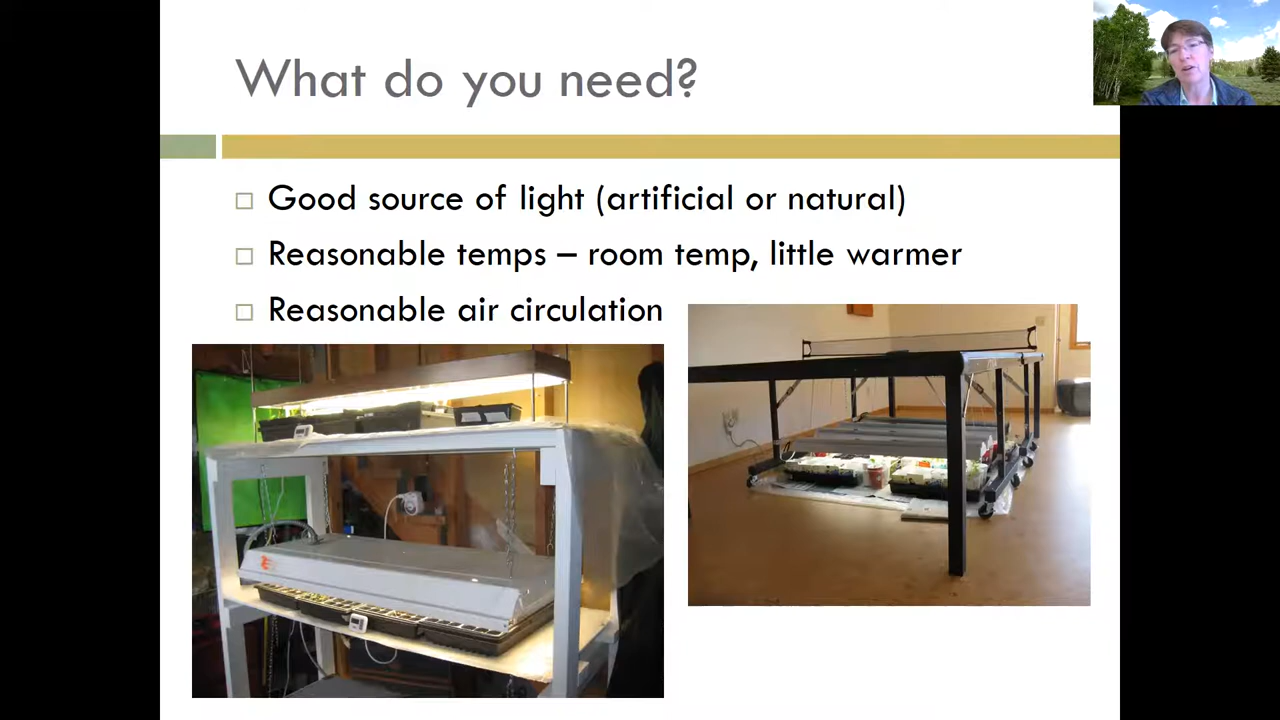 What do you need?
Good source of light (artificial or natural)
Reasonable temps – room temp, little warmer
Reasonable air circulation